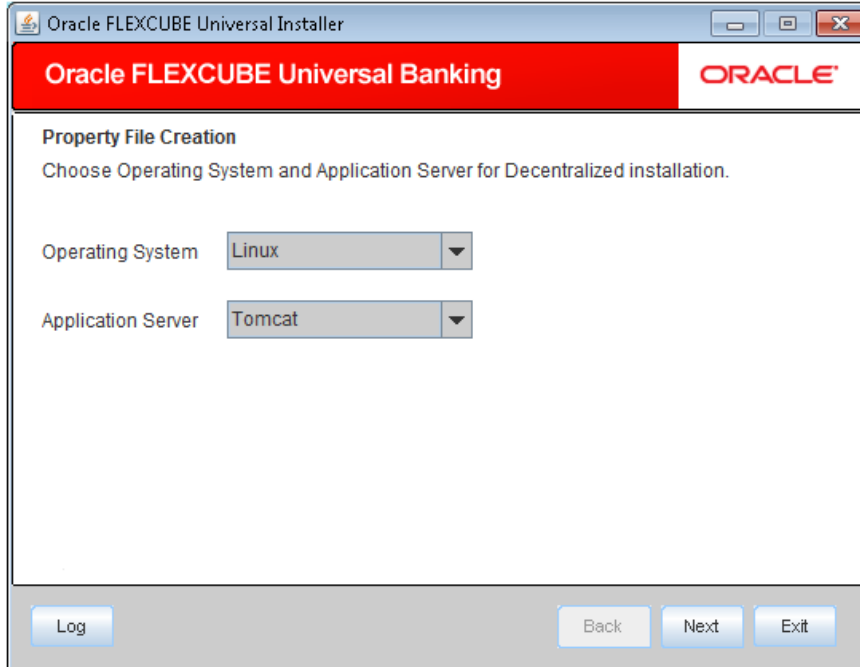 Oracle FLEXCUBE Universal Installer
Oracle FLEXCUBE Universal Banking
ORACLE
Property File Creation
Choose Operating System and Application Server for Decentralized installation.
Operating System Linux
Application Server Tomcat
Log Back Next Exit